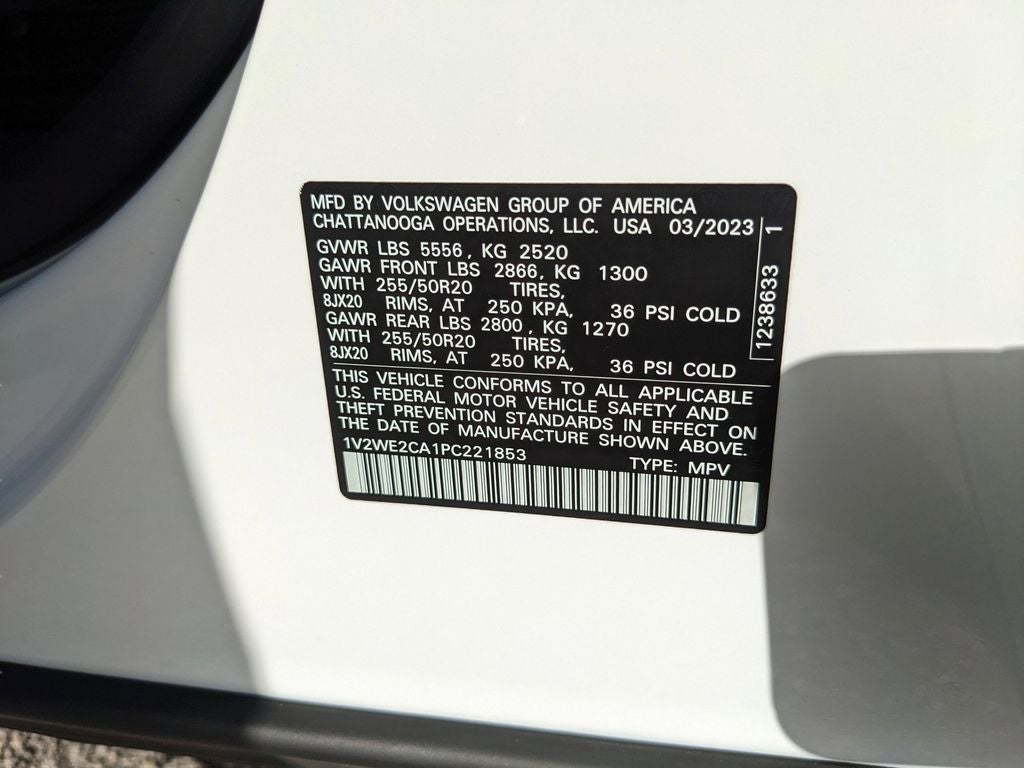 MFD BY VOLKSWAGEN GROUP OF AMERICA
CHATTANOOGA OPERATIONS, LLC. USA 03/2023
GVWR LBS 5556, KG 2520
GAWR FRONT LBS 2866, KG 1300
WITH 255/50R20 TIRES,
8JX20 RIMS, AT 250 KPA, 36 PSI COLD
GAWR REAR LBS 2800, KG 1270
WITH 255/50R20 TIRES,
8JX20 RIMS, AT 250 KPA, 36 PSI COLD
THIS VEHICLE CONFORMS TO ALL APPLICABLE
U.S. FEDERAL MOTOR VEHICLE SAFETY AND
THEFT PREVENTION STANDARDS IN EFFECT ON
THE DATE OF MANUFACTURE SHOWN ABOVE.
1V2WE2CA1PC221853 TYPE: MPV
1238633 1